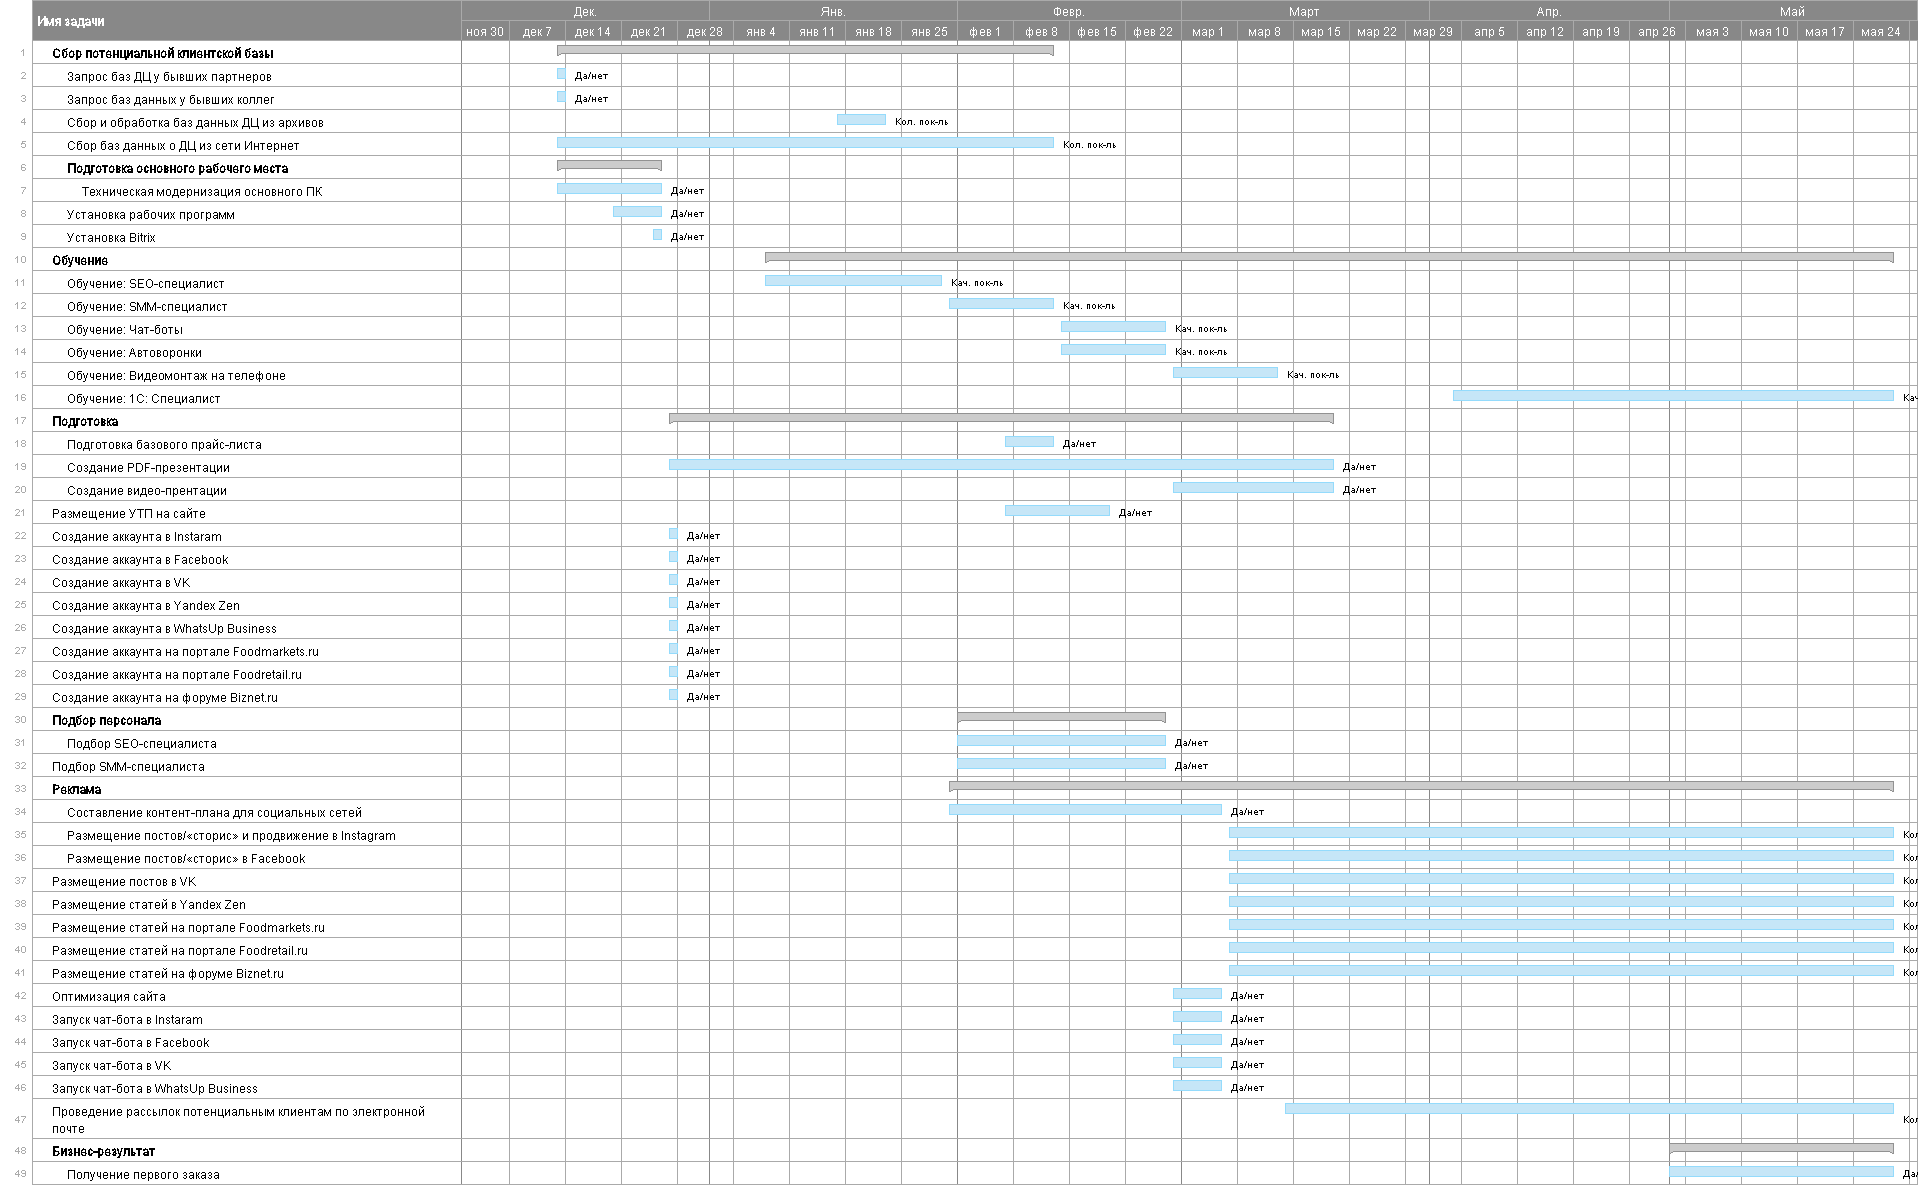 Имя задачи
Дек. Янв. Февр. Март Апр. Май
ноя 30 дек 7 дек 14 дек 21 дек 28 янв 4 янв 11 янв 18 янв 25 фев 1 фев 8 фев 15 фев 22 мар 1 мар 8 мар 15 мар 22 мар 29 апр 5 апр 12 апр 19 апр 26 мая 3 мая 10 мая 17 мая 24
1 Сбор потенциальной клиентской базы
2 Запрос баз ДЦ у бывших партнеров Да/нет
3 Запрос баз данных у бывших коллег Да/нет
4 Сбор и обработка баз данных ДЦ из архивов Кол. пок-ль
5 Сбор баз данных о ДЦ из сети Интернет Кол. пок-ль
6 Подготовка основного рабочего места
7 Техническая модернизация основного ПК Да/нет
8 Установка рабочих программ Да/нет
9 Установка Bitrix Да/нет
10 Обучение
11 Обучение: SEO-специалист Кач. пок-ль
12 Обучение: SMM-специалист Кач. пок-ль
13 Обучение: Чат-боты Кач. пок-ль
14 Обучение: Автоворонки Кач. пок-ль
15 Обучение: Видеомонтаж на телефоне Кач. пок-ль
16 Обучение: 1С: Специалист Кач
17 Подготовка
18 Подготовка базового прайс-листа Да/нет
19 Создание PDF-презентации Да/нет
20 Создание видео-прентации Да/нет
21 Размещение УТП на сайте Да/нет
22 Создание аккаунта в Instaram Да/нет
23 Создание аккаунта в Facebook Да/нет
24 Создание аккаунта в VK Да/нет
25 Создание аккаунта в Yandex Zen Да/нет
26 Создание аккаунта в WhatsUp Business Да/нет
27 Создание аккаунта на портале Foodmarkets.ru Да/нет
28 Создание аккаунта на портале Foodretail.ru Да/нет
29 Создание аккаунта на форуме Biznet.ru Да/нет
30 Подбор персонала
31 Подбор SEO-специалиста Да/нет
32 Подбор SMM-специалиста Да/нет
33 Реклама
34 Составление контент-плана для социальных сетей Да/нет
35 Размещение постов/«сторис» и продвижение в Instagram Кол
36 Размещение постов/«сторис» в Facebook Кол
37 Размещение постов в VK Кол
38 Размещение статей в Yandex Zen Кол
39 Размещение статей на портале Foodmarkets.ru Кол
40 Размещение статей на портале Foodretail.ru Кол
41 Размещение статей на форуме Biznet.ru Кол
42 Оптимизация сайта Да/нет
43 Запуск чат-бота в Instaram Да/нет
44 Запуск чат-бота в Facebook Да/нет
45 Запуск чат-бота в VK Да/нет
46 Запуск чат-бота в WhatsUp Business Да/нет
47 Проведение рассылок потенциальным клиентам по электронной
почте Кол
48 Бизнес-результат
49 Получение первого заказа Да/